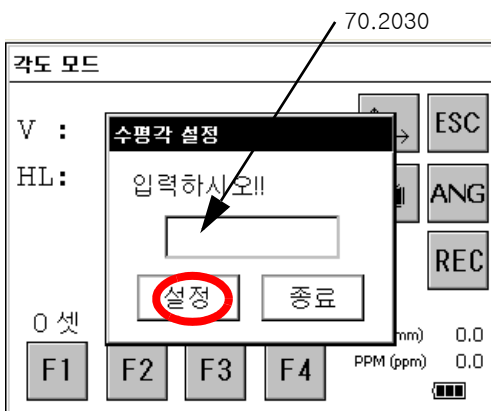 70.2030
각도 모드
V :
HL:
수평각 설정
입력하시오!!
설정 종료
ESC
ANG
REC
0 셋
F1 F2 F3 F4
mm) 0.0
PPM (ppm) 0.0